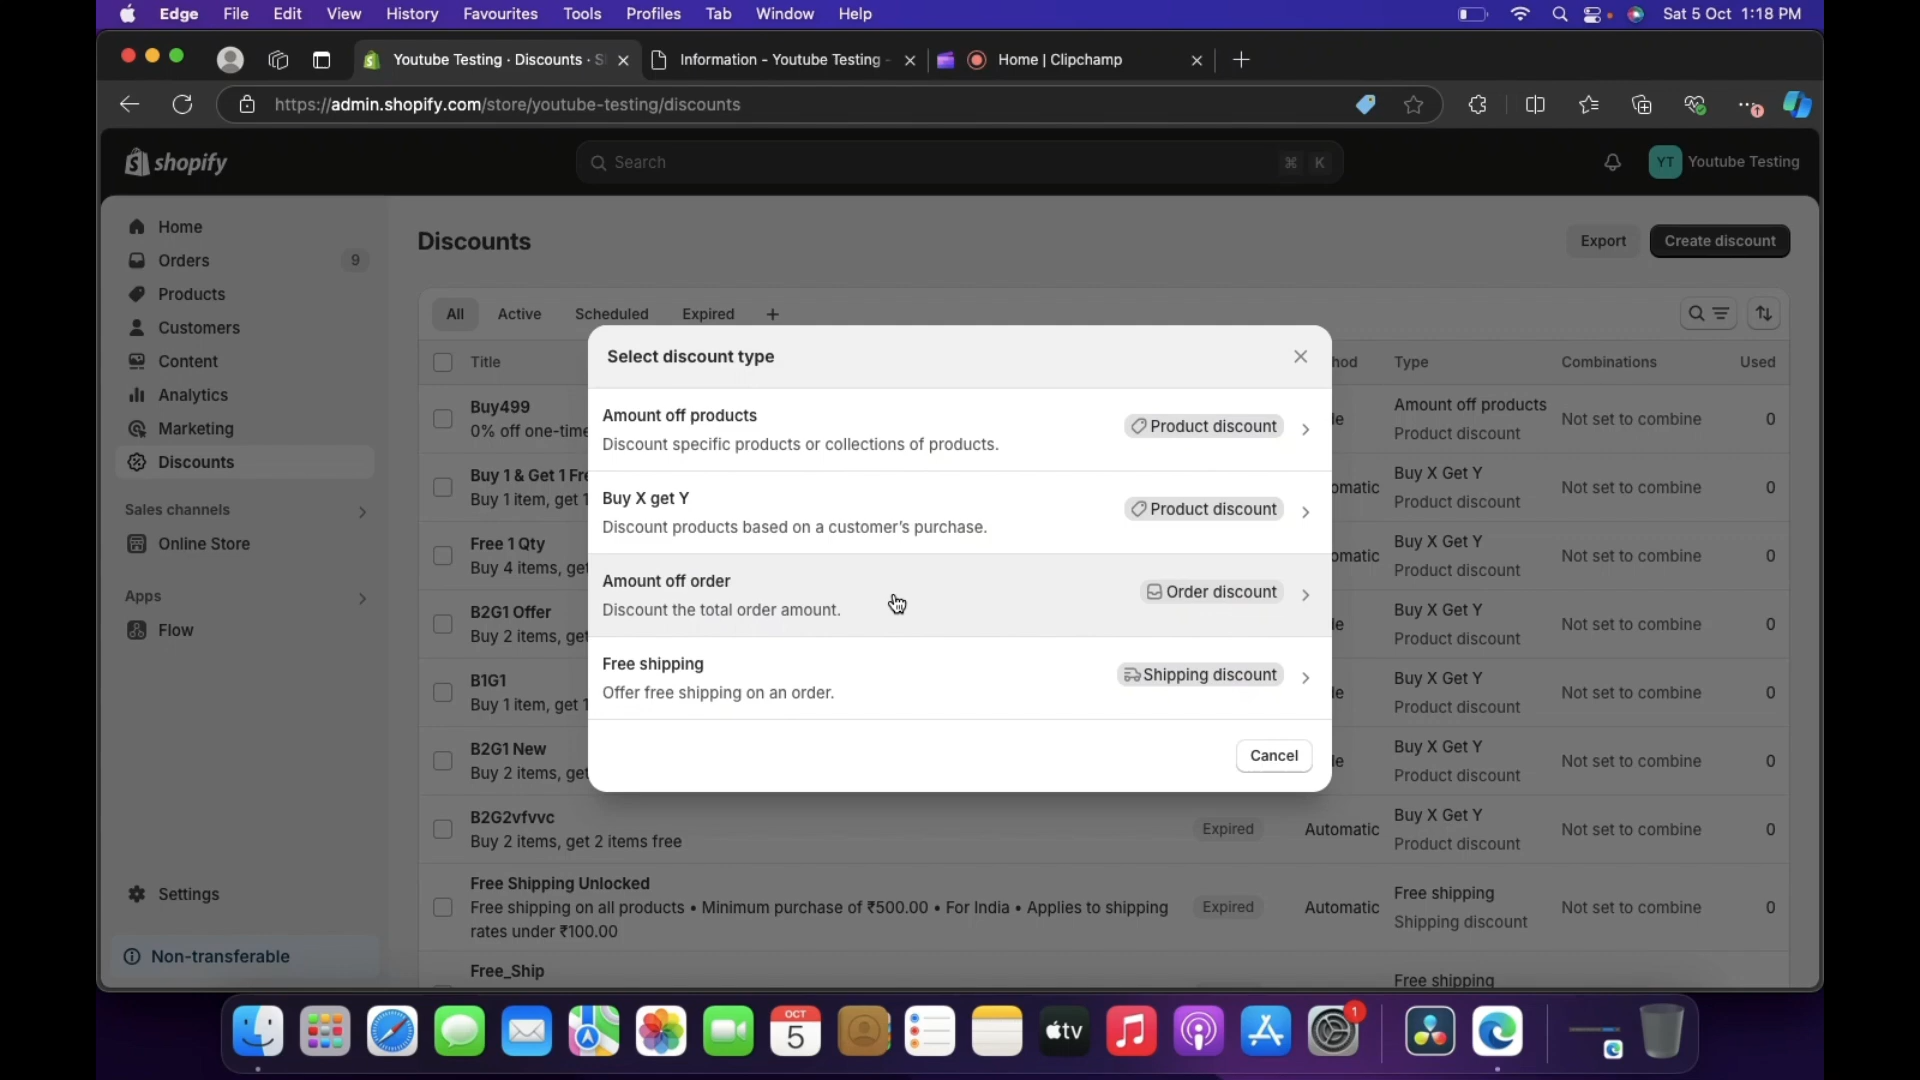 Edge File Edit View History Favourites Tools Profiles Tab Window Help Sat 5 Oct 1:18 PM
Youtube Testing · Discounts · S Information - Youtube Testing - Home | Clipchamp
https://admin.shopify.com/store/youtube-testing/discounts
shopify Search ⌘ K YT Youtube Testing
Home
Orders 9
Products
Customers
Content
Analytics
Marketing
Discounts
Sales channels
Online Store
Apps
Flow
Settings
Non-transferable
Discounts Export Create discount
All Active Scheduled Expired +
Title Type Combinations Used
Buy499 Amount off products
0% off one-time Product discount Not set to combine 0
Buy 1 & Get 1 Fre Buy X Get Y
Buy 1 item, get 1 Product discount Not set to combine 0
Free 1 Qty Buy X Get Y
Buy 4 items, get Product discount Not set to combine 0
B2G1 Offer Buy X Get Y
Buy 2 items, get Product discount Not set to combine 0
B1G1 Buy X Get Y
Buy 1 item, get 1 Product discount Not set to combine 0
B2G1 New Buy X Get Y
Buy 2 items, get Product discount Not set to combine 0
B2G2vfvvc Buy X Get Y
Buy 2 items, get 2 items free Expired Automatic Product discount Not set to combine 0
Free Shipping Unlocked Free shipping
Free shipping on all products • Minimum purchase of ₹500.00 • For India • Applies to shipping Expired Automatic Not set to combine 0
rates under ₹100.00 Shipping discount
Free_Ship Free shipping
Select discount type
Amount off products Product discount
Discount specific products or collections of products.
Buy X get Y Product discount
Discount products based on a customer's purchase.
Amount off order Order discount
Discount the total order amount.
Free shipping Shipping discount
Offer free shipping on an order.
Cancel
OCT
5
tv
1